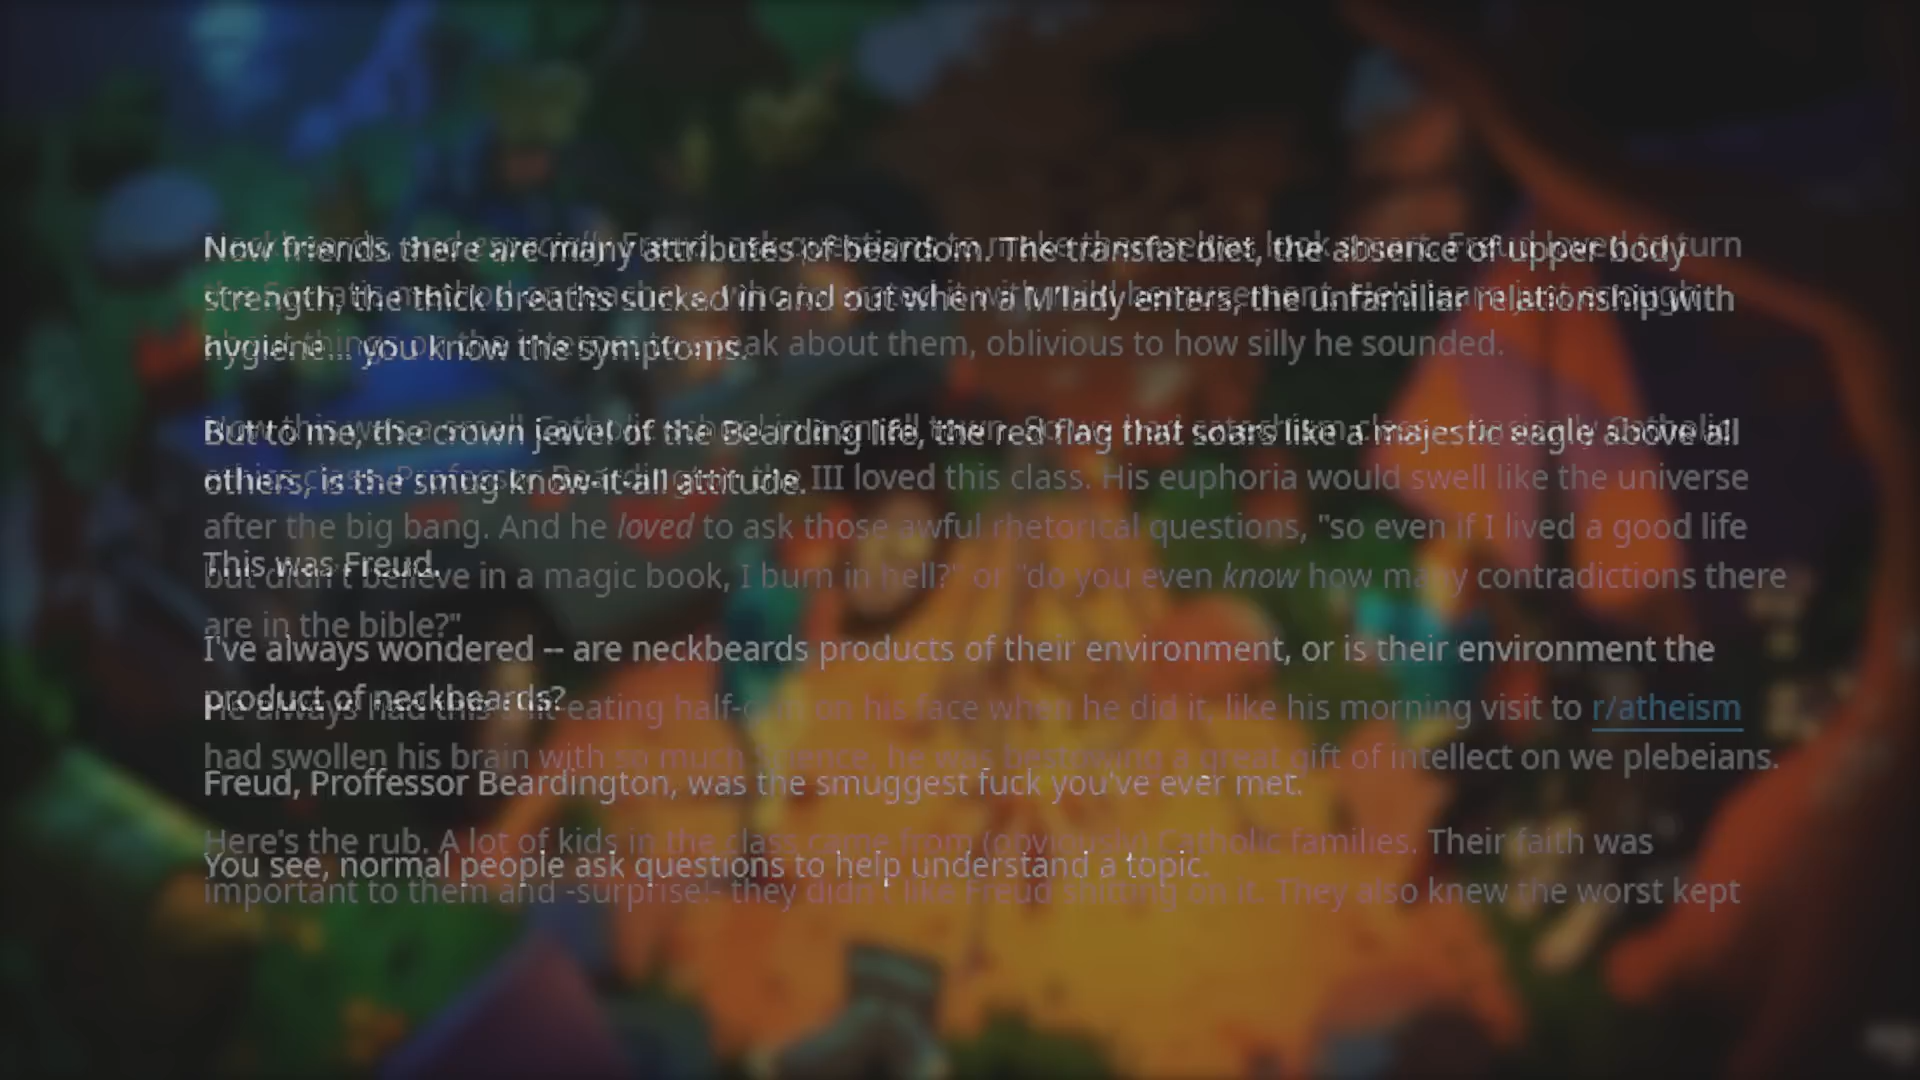 Now friends there are many attributes of beardom. The transfat diet, the absence of upper body
strength, the thick breaths sucked in and out when a M'lady enters, the unfamiliar relationship with
hygiene... you know the symptoms.
But to me, the crown jewel of the Bearding life, the red flag that soars like a majestic eagle above all
others, is the smug know-it-all attitude.
This was Freud.
I've always wondered -- are neckbeards products of their environment, or is their environment the
product of neckbeards?
Freud, Proffessor Beardington, was the smuggest fuck you've ever met.
You see, normal people ask questions to help understand a topic.
turn
about them, oblivious to how silly he sounded.
III loved this class. His euphoria would swell like the universe
after the big bang. And he loved to ask those awful rhetorical questions, "so even if I lived a good life
but didn't believe in a magic book, I burn in hell?" or "do you even know how many contradictions there
are in the bible?"
He always had this eating half- on his face when he did it, like his morning visit to r/atheism
had swollen his brain with so much science, he was bestowing a great gift of intellect on we plebeians.
Here's the rub. A lot of kids in the class came from (obviously) Catholic families. Their faith was
important to them and -surprise!- they didn't like Freud shitting on it. They also knew the worst kept